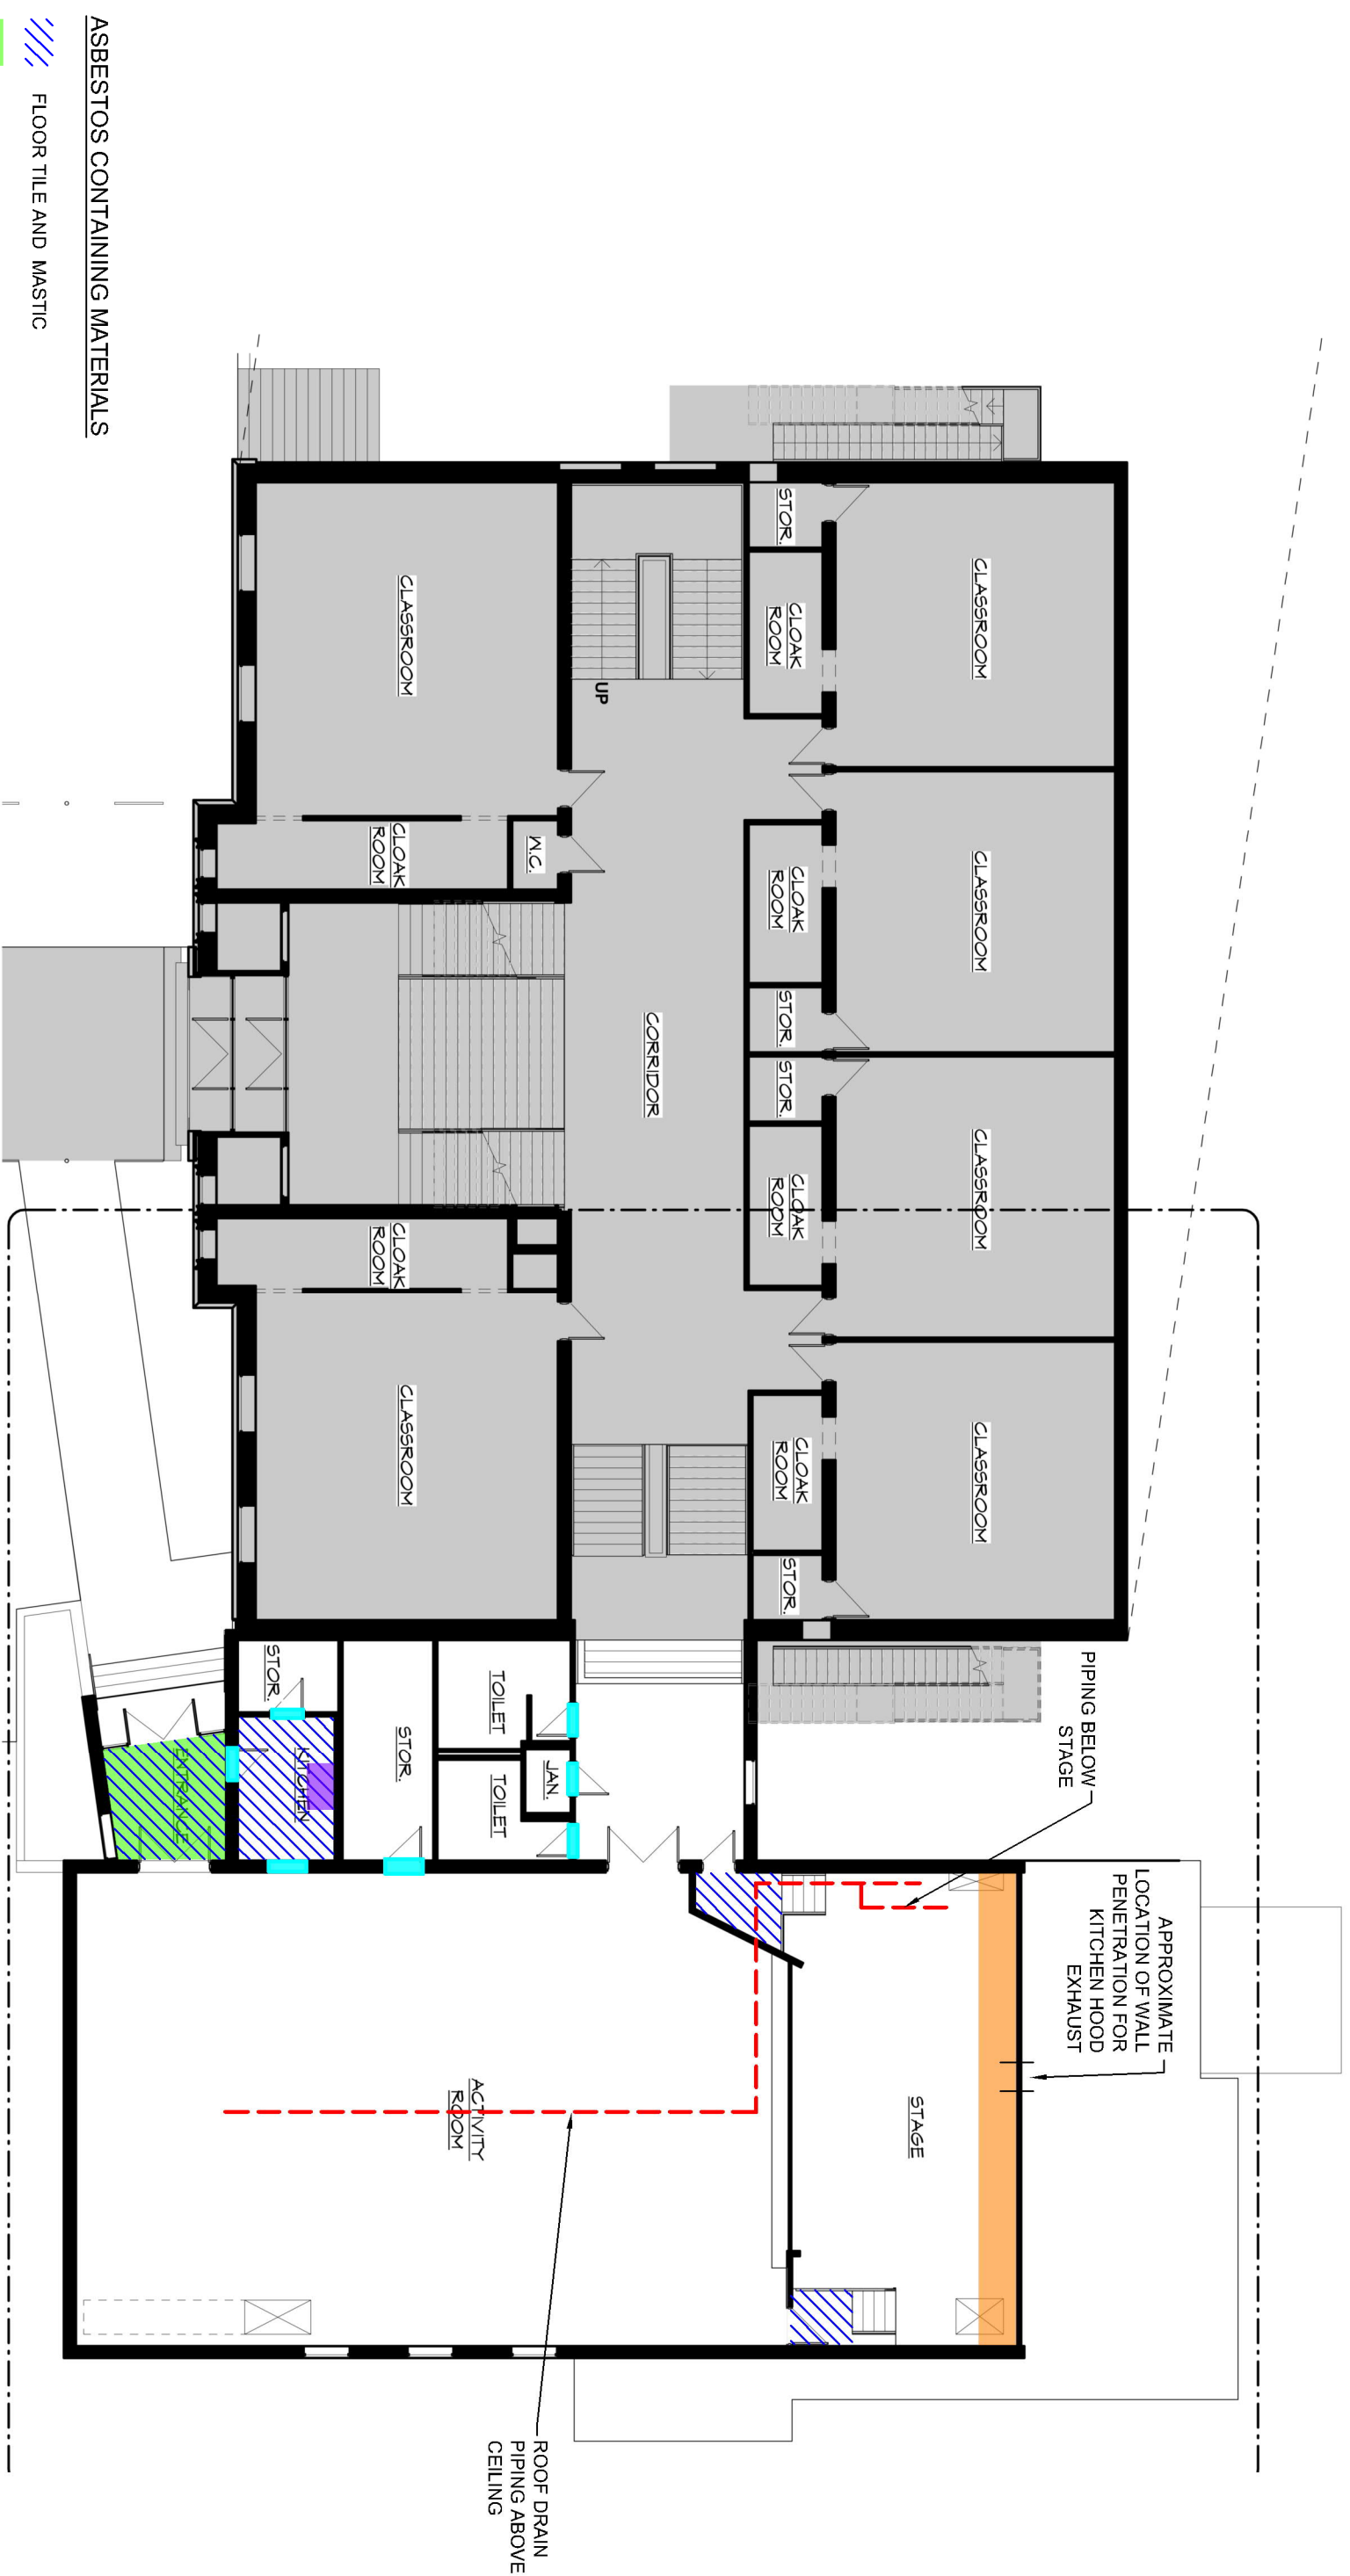 PIPING BELOW
STAGE
APPROXIMATE
LOCATION OF WALL
PENETRATION FOR
KITCHEN HOOD
EXHAUST
CLASSROOM
CLASSROOM
CLASSROOM
CLASSROOM
STOR.
CLOAK
ROOM
CLOAK
ROOM
STOR.
STOR.
CLOAK
ROOM
CLOAK
ROOM
STOR.
STAGE
CORRIDOR
UP
W.C.
CLASSROOM
CLOAK
ROOM
CLOAK
ROOM
CLASSROOM
TOILET
JAN.
TOILET
STOR.
STOR.
KITCHEN
ENTRANCE
ACTIVITY
ROOM
ROOF DRAIN
PIPING ABOVE
CEILING
ASBESTOS CONTAINING MATERIALS
FLOOR TILE AND MASTIC